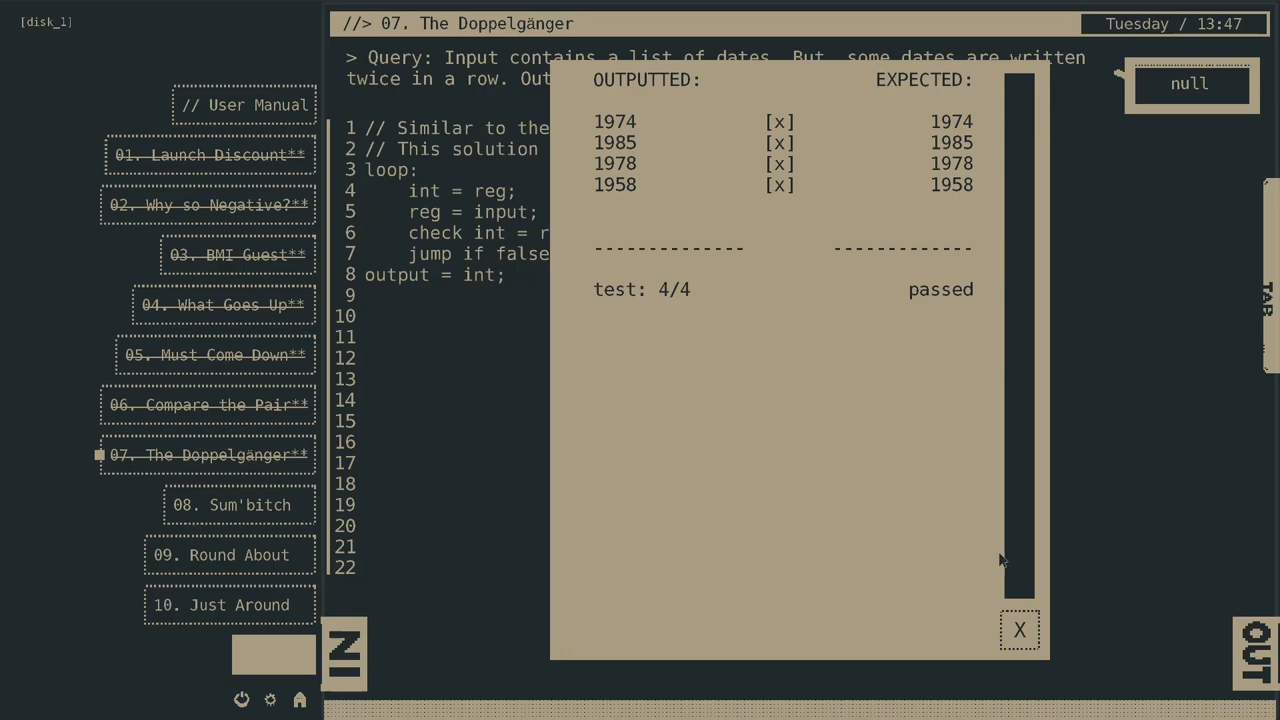 [disk_1]
//> 07. The Doppelgänger
Tuesday / 13:47
> Query: Input contains a list of dates. But, some dates are written
twice in a row. Out
null
// User Manual
01. Launch Discount**
02. Why so Negative?**
03. BMI Guest**
04. What Goes Up**
05. Must Come Down**
06. Compare the Pair**
07. The Doppelgänger**
08. Sum'bitch
09. Round About
10. Just Around
1 // Similar to the
2 // This solution
3 loop:
4 int = reg;
5 reg = input;
6 check int = r
7 jump if false
8 output = int;
9
10
11
12
13
14
15
16
17
18
19
20
21
22
OUTPUTTED: EXPECTED:
1974 [x] 1974
1985 [x] 1985
1978 [x] 1978
1958 [x] 1958
-------------- -------------
test: 4/4 passed
X
TAB
IN
OUT